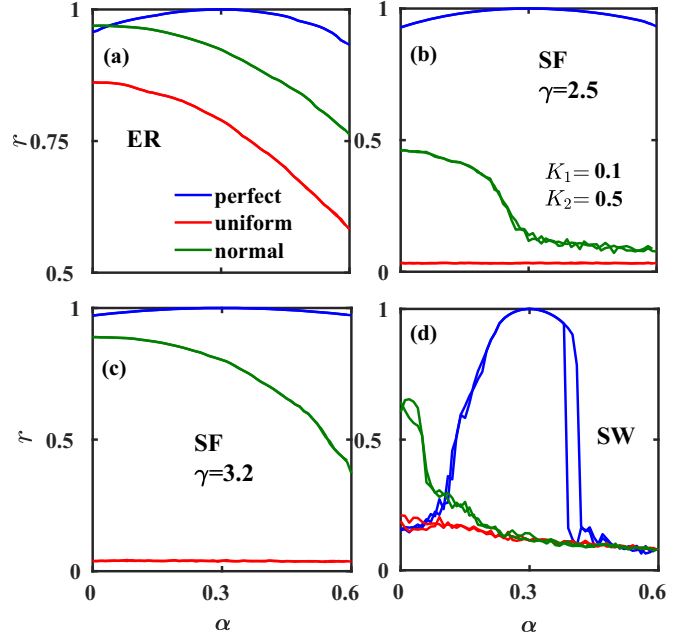 1
(a)
ER
r 0.75
perfect
uniform
normal
0.5
1
(b)
SF
γ=2.5
0.5
K1= 0.1
K2= 0.5
0
1
(c)
r 0.5
SF
γ=3.2
0
0 0.3 0.6
α
1
(d)
0.5
SW
0
0 0.3 0.6
α